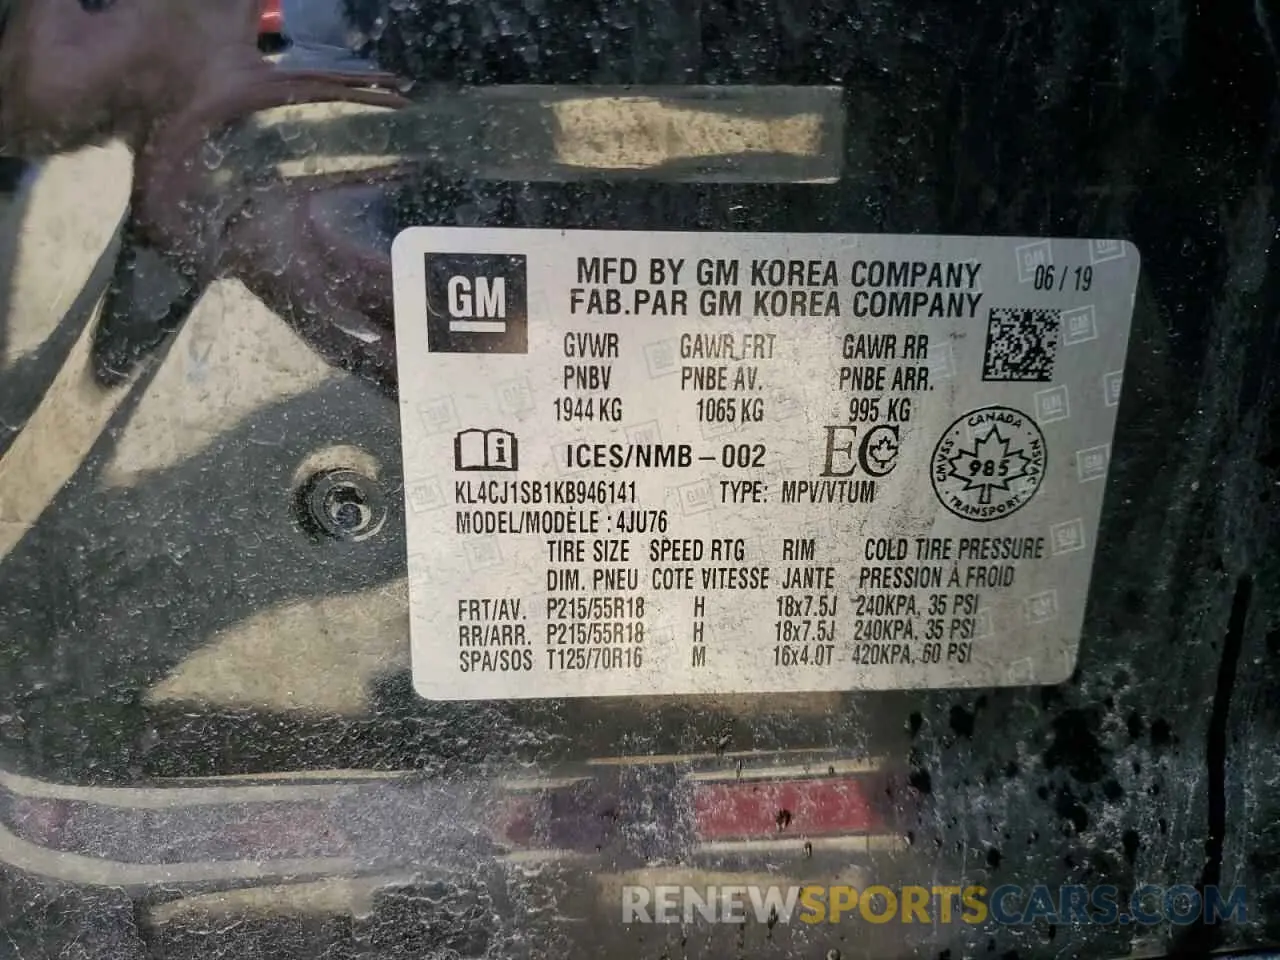 GM
MFD BY GM KOREA COMPANY 06 / 19
FAB.PAR GM KOREA COMPANY
GVWR GAWR FRT GAWR RR
PNBV PNBE AV. PNBE ARR.
1944 KG 1065 KG 995 KG
ICES/NMB – 002 EC
CANADA
CMVSS 985 NSVAC
TRANSPORT
KL4CJ1SB1KB946141 TYPE: MPV/VTUM
MODEL/MODÈLE : 4JU76
TIRE SIZE SPEED RTG RIM COLD TIRE PRESSURE
DIM. PNEU COTE VITESSE JANTE PRESSION À FROID
FRT/AV. P215/55R18 H 18x7.5J 240KPA, 35 PSI
RR/ARR. P215/55R18 H 18x7.5J 240KPA, 35 PSI
SPA/SOS T125/70R16 M 16x4.0T 420KPA, 60 PSI
RENEWSPORTSCARS.COM